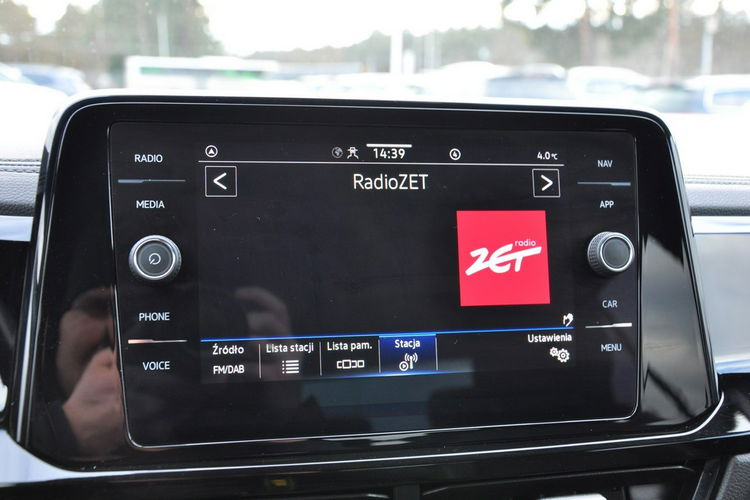 RADIO
MEDIA
PHONE
VOICE
14:39
4.0°C
RadioZET
radio
ZET
Źródło
FM/DAB
Lista stacji
Lista pam.
Stacja
Ustawienia
NAV
APP
CAR
MENU